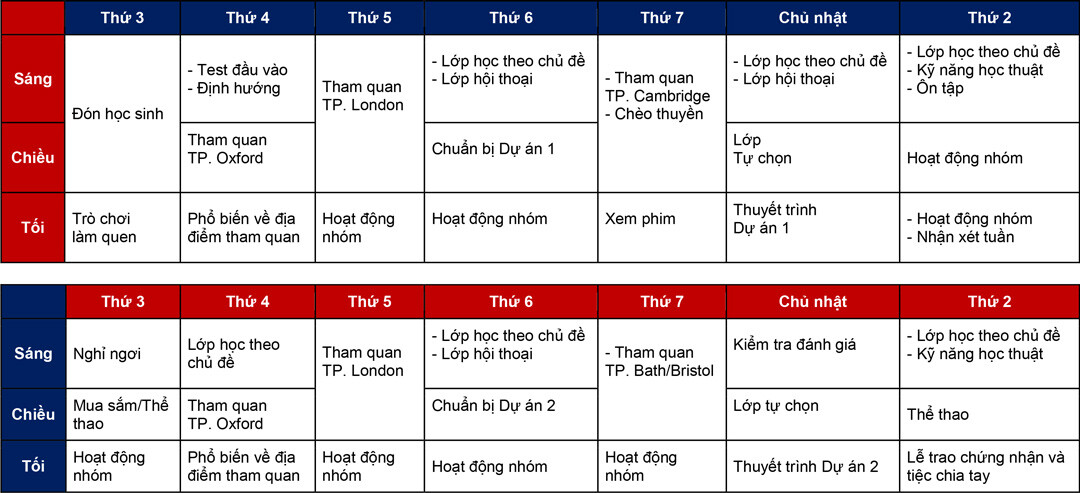 Thứ 3 Thứ 4 Thứ 5 Thứ 6 Thứ 7 Chủ nhật Thứ 2
Sáng
Đón học sinh
- Test đầu vào
- Định hướng
Tham quan
TP. London
- Lớp học theo chủ đề
- Lớp hội thoại
- Tham quan
TP. Cambridge
- Chèo thuyền
- Lớp học theo chủ đề
- Lớp hội thoại
- Lớp học theo chủ đề
- Kỹ năng học thuật
- Ôn tập
Chiều
Tham quan
TP. Oxford
Chuẩn bị Dự án 1
Lớp
Tự chọn
Hoạt động nhóm
Tối
Trò chơi
làm quen
Phổ biến về địa
điểm tham quan
Hoạt động
nhóm
Hoạt động nhóm
Xem phim
Thuyết trình
Dự án 1
- Hoạt động nhóm
- Nhận xét tuần
Thứ 3 Thứ 4 Thứ 5 Thứ 6 Thứ 7 Chủ nhật Thứ 2
Sáng
Nghỉ ngơi
Lớp học theo
chủ đề
Tham quan
TP. London
- Lớp học theo chủ đề
- Lớp hội thoại
- Tham quan
TP. Bath/Bristol
Kiểm tra đánh giá
- Lớp học theo chủ đề
- Kỹ năng học thuật
Chiều
Mua sắm/Thể
thao
Tham quan
TP. Oxford
Chuẩn bị Dự án 2
Lớp tự chọn
Thể thao
Tối
Hoạt động
nhóm
Phổ biến về địa
điểm tham quan
Hoạt động
nhóm
Hoạt động nhóm
Hoạt động
nhóm
Thuyết trình Dự án 2
Lễ trao chứng nhận và
tiệc chia tay